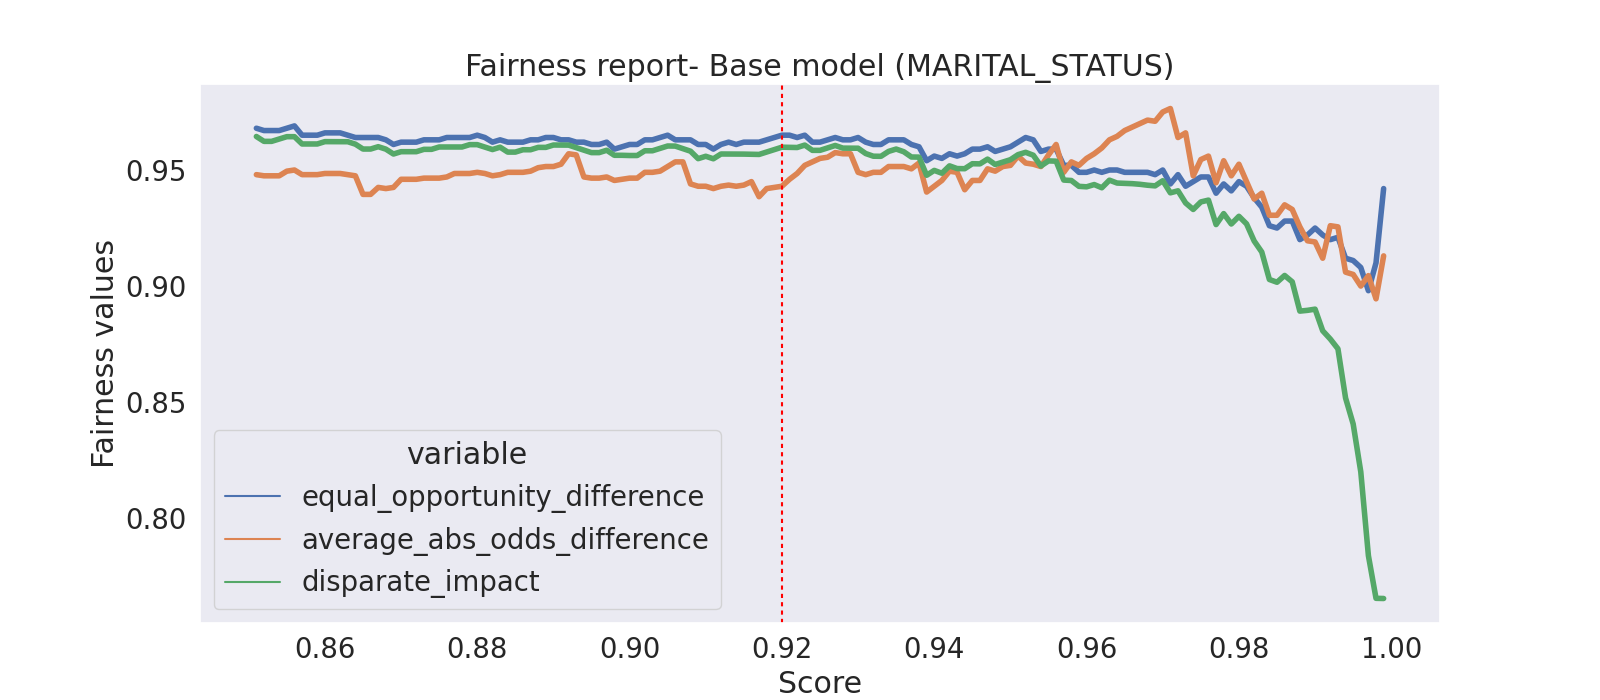 Fairness report- Base model (MARITAL_STATUS)
Fairness values
0.95
0.90
0.85
0.80
variable
equal_opportunity_difference
average_abs_odds_difference
disparate_impact
0.86 0.88 0.90 0.92 0.94 0.96 0.98 1.00
Score